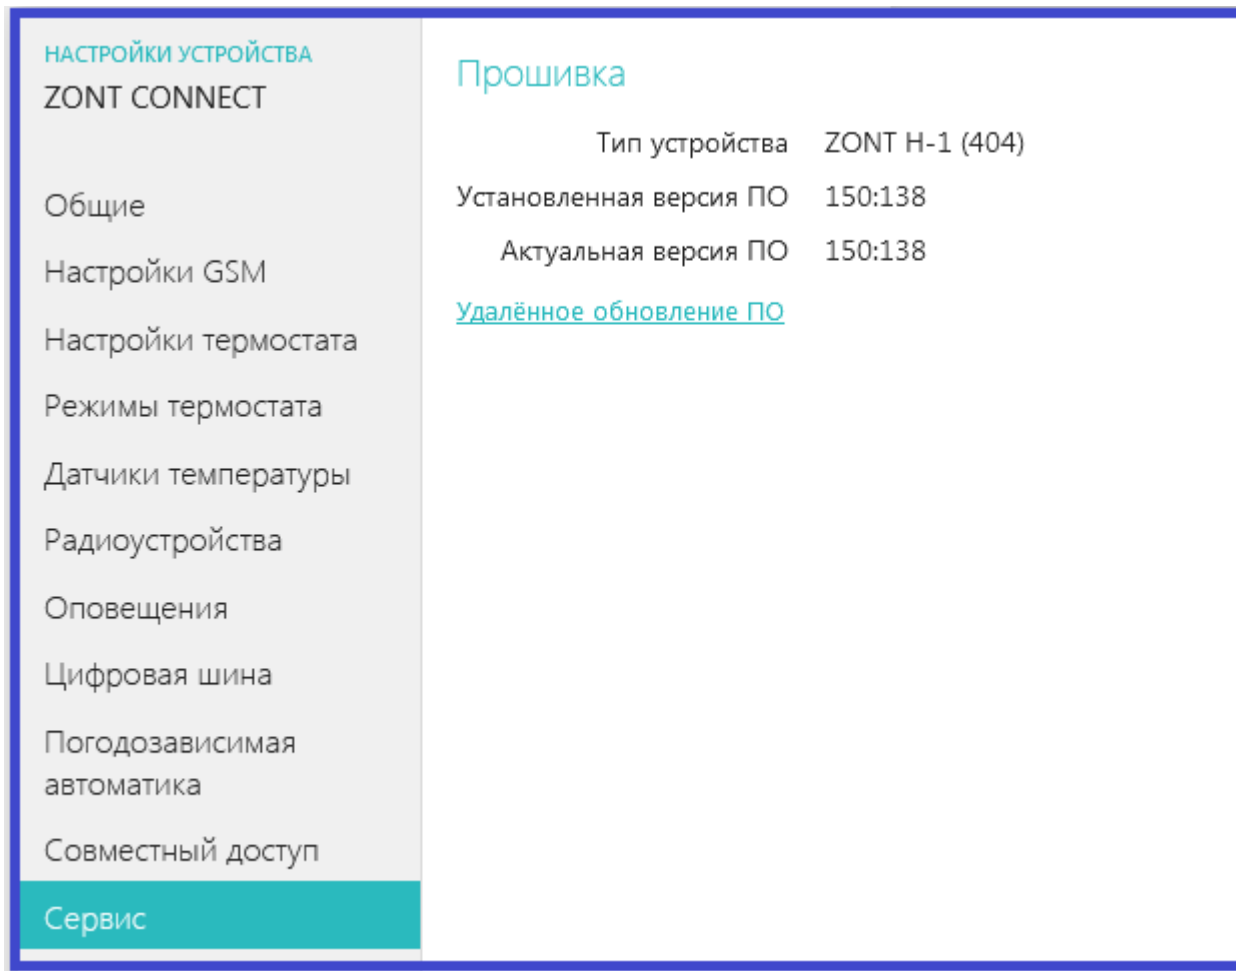 НАСТРОЙКИ УСТРОЙСТВА
ZONT CONNECT
Общие
Настройки GSM
Настройки термостата
Режимы термостата
Датчики температуры
Радиоустройства
Оповещения
Цифровая шина
Погодозависимая
автоматика
Совместный доступ
Сервис
Прошивка
Тип устройства ZONT H-1 (404)
Установленная версия ПО 150:138
Актуальная версия ПО 150:138
Удалённое обновление ПО